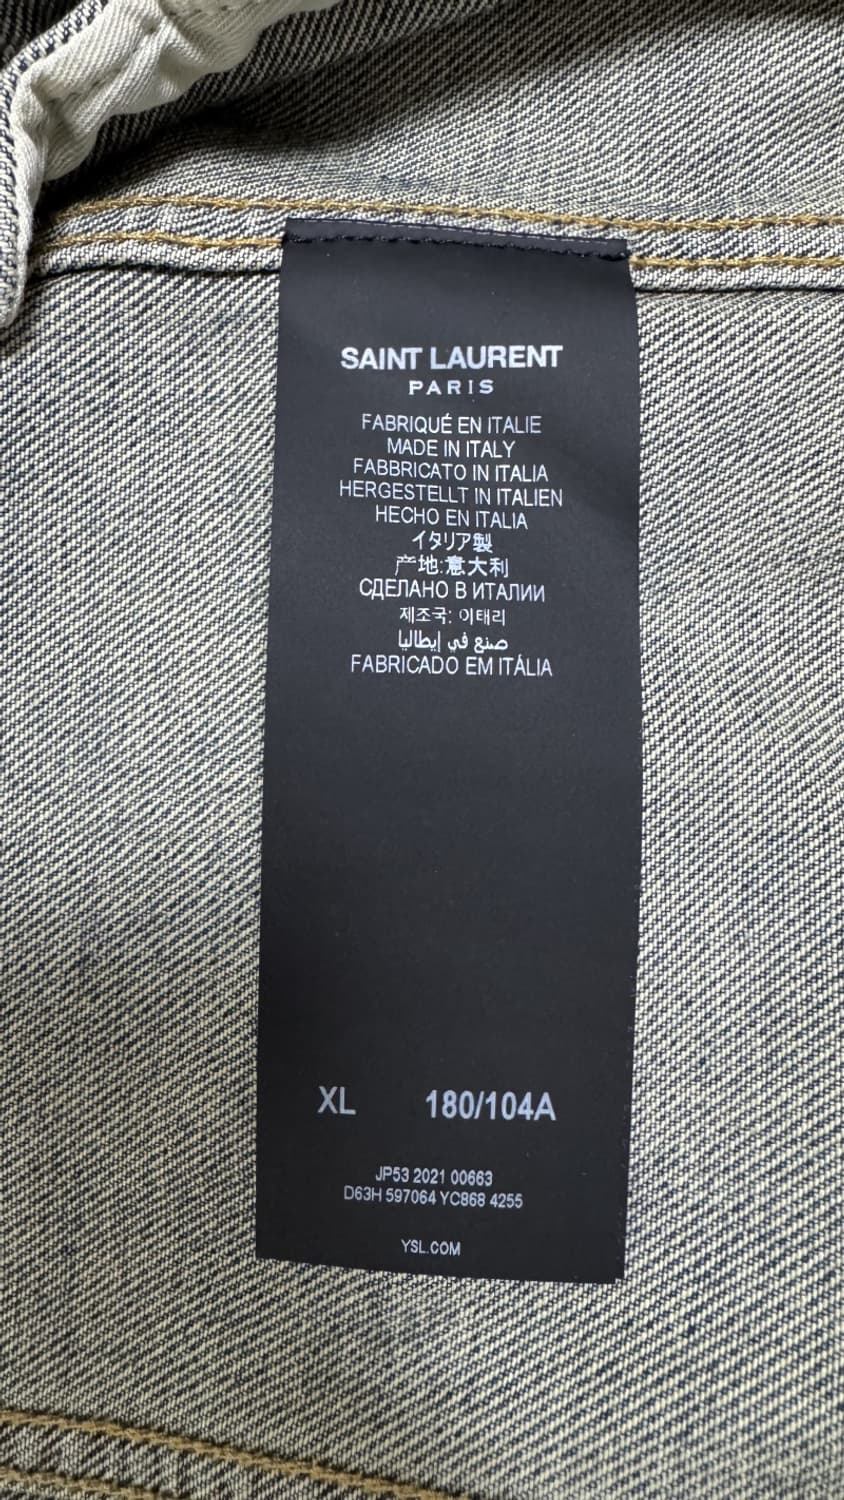 SAINT LAURENT
PARIS
FABRIQUÉ EN ITALIE
MADE IN ITALY
FABBRICATO IN ITALIA
HERGESTELLT IN ITALIEN
HECHO EN ITALIA
イタリア製
产地:意大利
СДЕЛАНО В ИТАЛИИ
제조국: 이태리
صنع في إيطاليا
FABRICADO EM ITÁLIA
XL 180/104A
JP53 2021 00663
D63H 597064 YC868 4255
YSL.COM